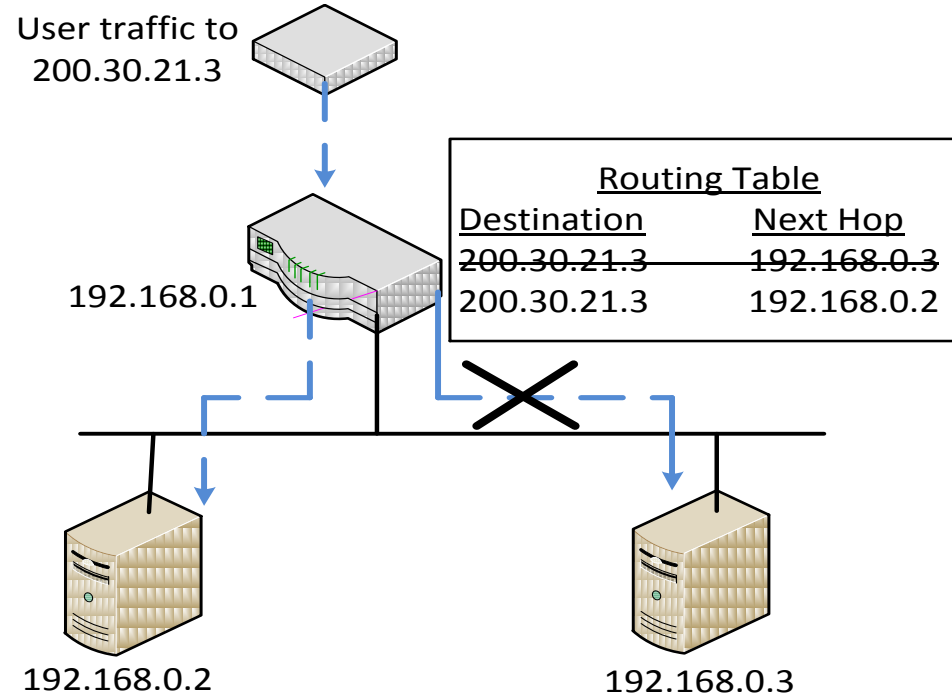 User traffic to
200.30.21.3
Routing Table
Destination Next Hop
200.30.21.3 192.168.0.3
200.30.21.3 192.168.0.2
192.168.0.1
192.168.0.2
192.168.0.3